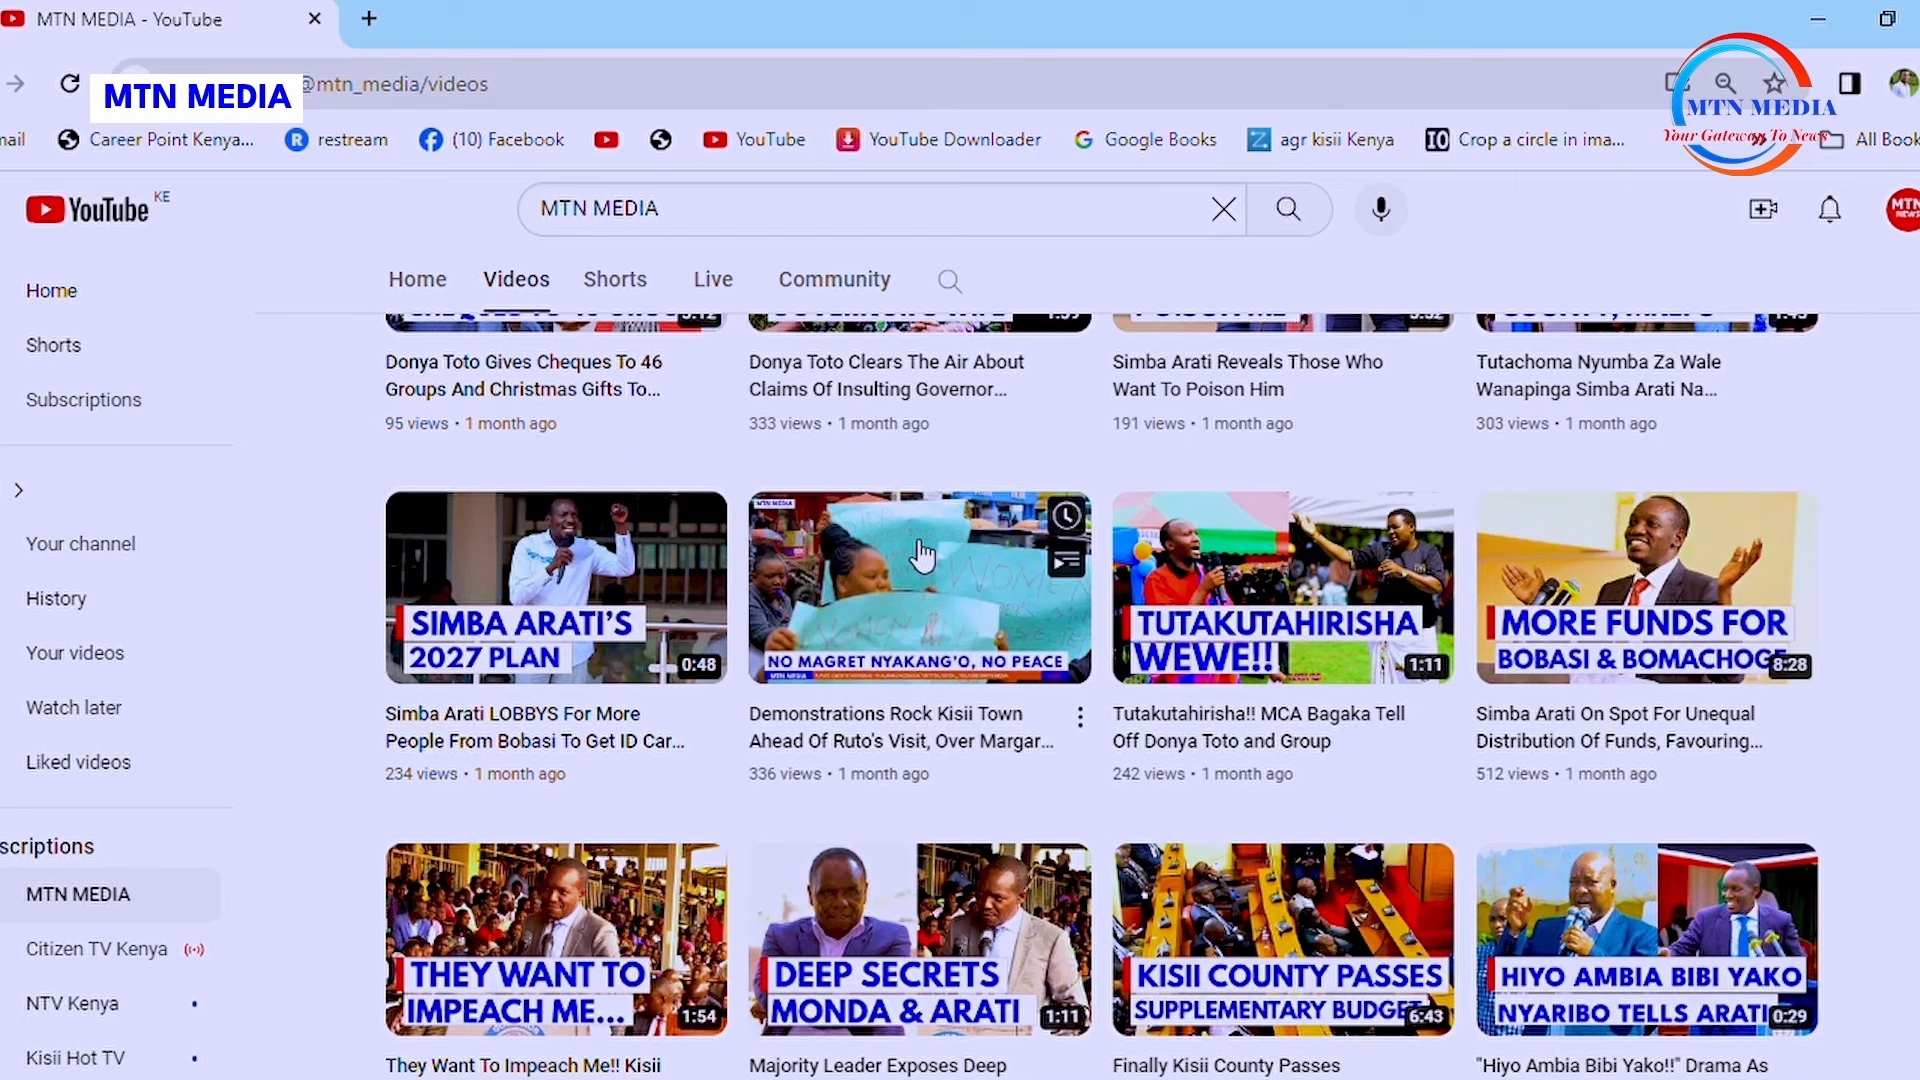 MTN MEDIA - YouTube
MTN MEDIA
@mtn_media/videos
MTN MEDIA
Your Gateway To News
mail
Career Point Kenya...
restream
(10) Facebook
YouTube
YouTube Downloader
Google Books
agr kisii Kenya
Crop a circle in ima...
All Book
YouTube KE
MTN MEDIA
MTN
NEWS
Home
Videos
Shorts
Live
Community
Home
Shorts
Subscriptions
Your channel
History
Your videos
Watch later
Liked videos
scriptions
MTN MEDIA
Citizen TV Kenya
NTV Kenya
Kisii Hot TV
Donya Toto Gives Cheques To 46
Groups And Christmas Gifts To...
95 views • 1 month ago
Donya Toto Clears The Air About
Claims Of Insulting Governor...
333 views • 1 month ago
Simba Arati Reveals Those Who
Want To Poison Him
191 views • 1 month ago
Tutachoma Nyumba Za Wale
Wanapinga Simba Arati Na...
303 views • 1 month ago
SIMBA ARATI'S
2027 PLAN
0:48
Simba Arati LOBBYS For More
People From Bobasi To Get ID Car...
234 views • 1 month ago
MTN MEDIA
WOMEN
NO MAGRET NYAKANG'O, NO PEACE
MTN MEDIA
Demonstrations Rock Kisii Town
Ahead Of Ruto's Visit, Over Margar...
336 views • 1 month ago
TUTAKUTAHIRISHA
WEWE!!
1:11
Tutakutahirisha!! MCA Bagaka Tell
Off Donya Toto and Group
242 views • 1 month ago
MORE FUNDS FOR
BOBASI & BOMACHOGE
8:28
Simba Arati On Spot For Unequal
Distribution Of Funds, Favouring...
512 views • 1 month ago
THEY WANT TO
IMPEACH ME...
1:54
They Want To Impeach Me!! Kisii
DEEP SECRETS
MONDA & ARATI
1:11
Majority Leader Exposes Deep
KISII COUNTY PASSES
SUPPLEMENTARY BUDGET
6:43
Finally Kisii County Passes
HIYO AMBIA BIBI YAKO
NYARIBO TELLS ARATI
0:29
"Hiyo Ambia Bibi Yako!!" Drama As